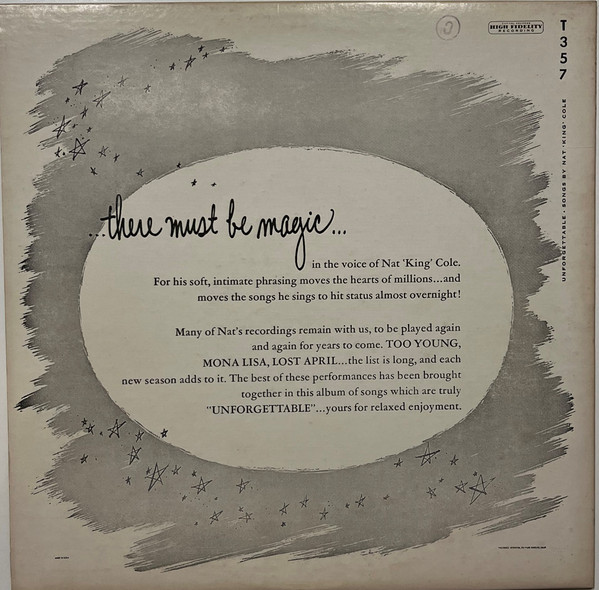 HIGH FIDELITY
RECORDING
T357
UNFORGETTABLE • SONGS BY NAT 'KING' COLE
...there must be magic...
in the voice of Nat 'King' Cole.
For his soft, intimate phrasing moves the hearts of millions...and
moves the songs he sings to hit status almost overnight!
Many of Nat's recordings remain with us, to be played again
and again for years to come. TOO YOUNG,
MONA LISA, LOST APRIL...the list is long, and each
new season adds to it. The best of these performances has been brought
together in this album of songs which are truly
"UNFORGETTABLE"...yours for relaxed enjoyment.